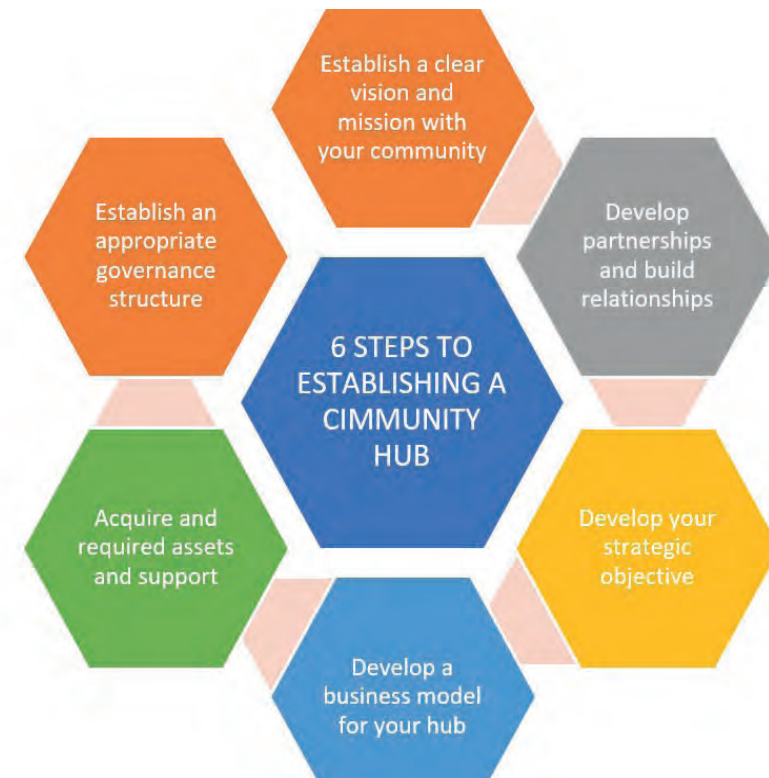 Establish a clear
vision and
mission with
your community
Develop
partnerships
and build
relationships
Develop your
strategic
objective
Develop a
business model
for your hub
Acquire and
required assets
and support
Establish an
appropriate
governance
structure
6 STEPS TO
ESTABLISHING A
CIMMUNITY
HUB